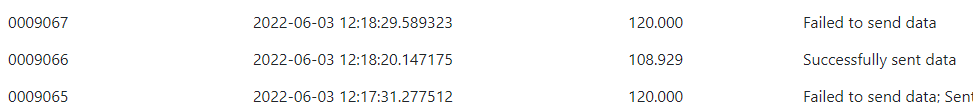 0009067 2022-06-03 12:18:29.589323 120.000 Failed to send data
0009066 2022-06-03 12:18:20.147175 108.929 Successfully sent data
0009065 2022-06-03 12:17:31.277512 120.000 Failed to send data; Sent